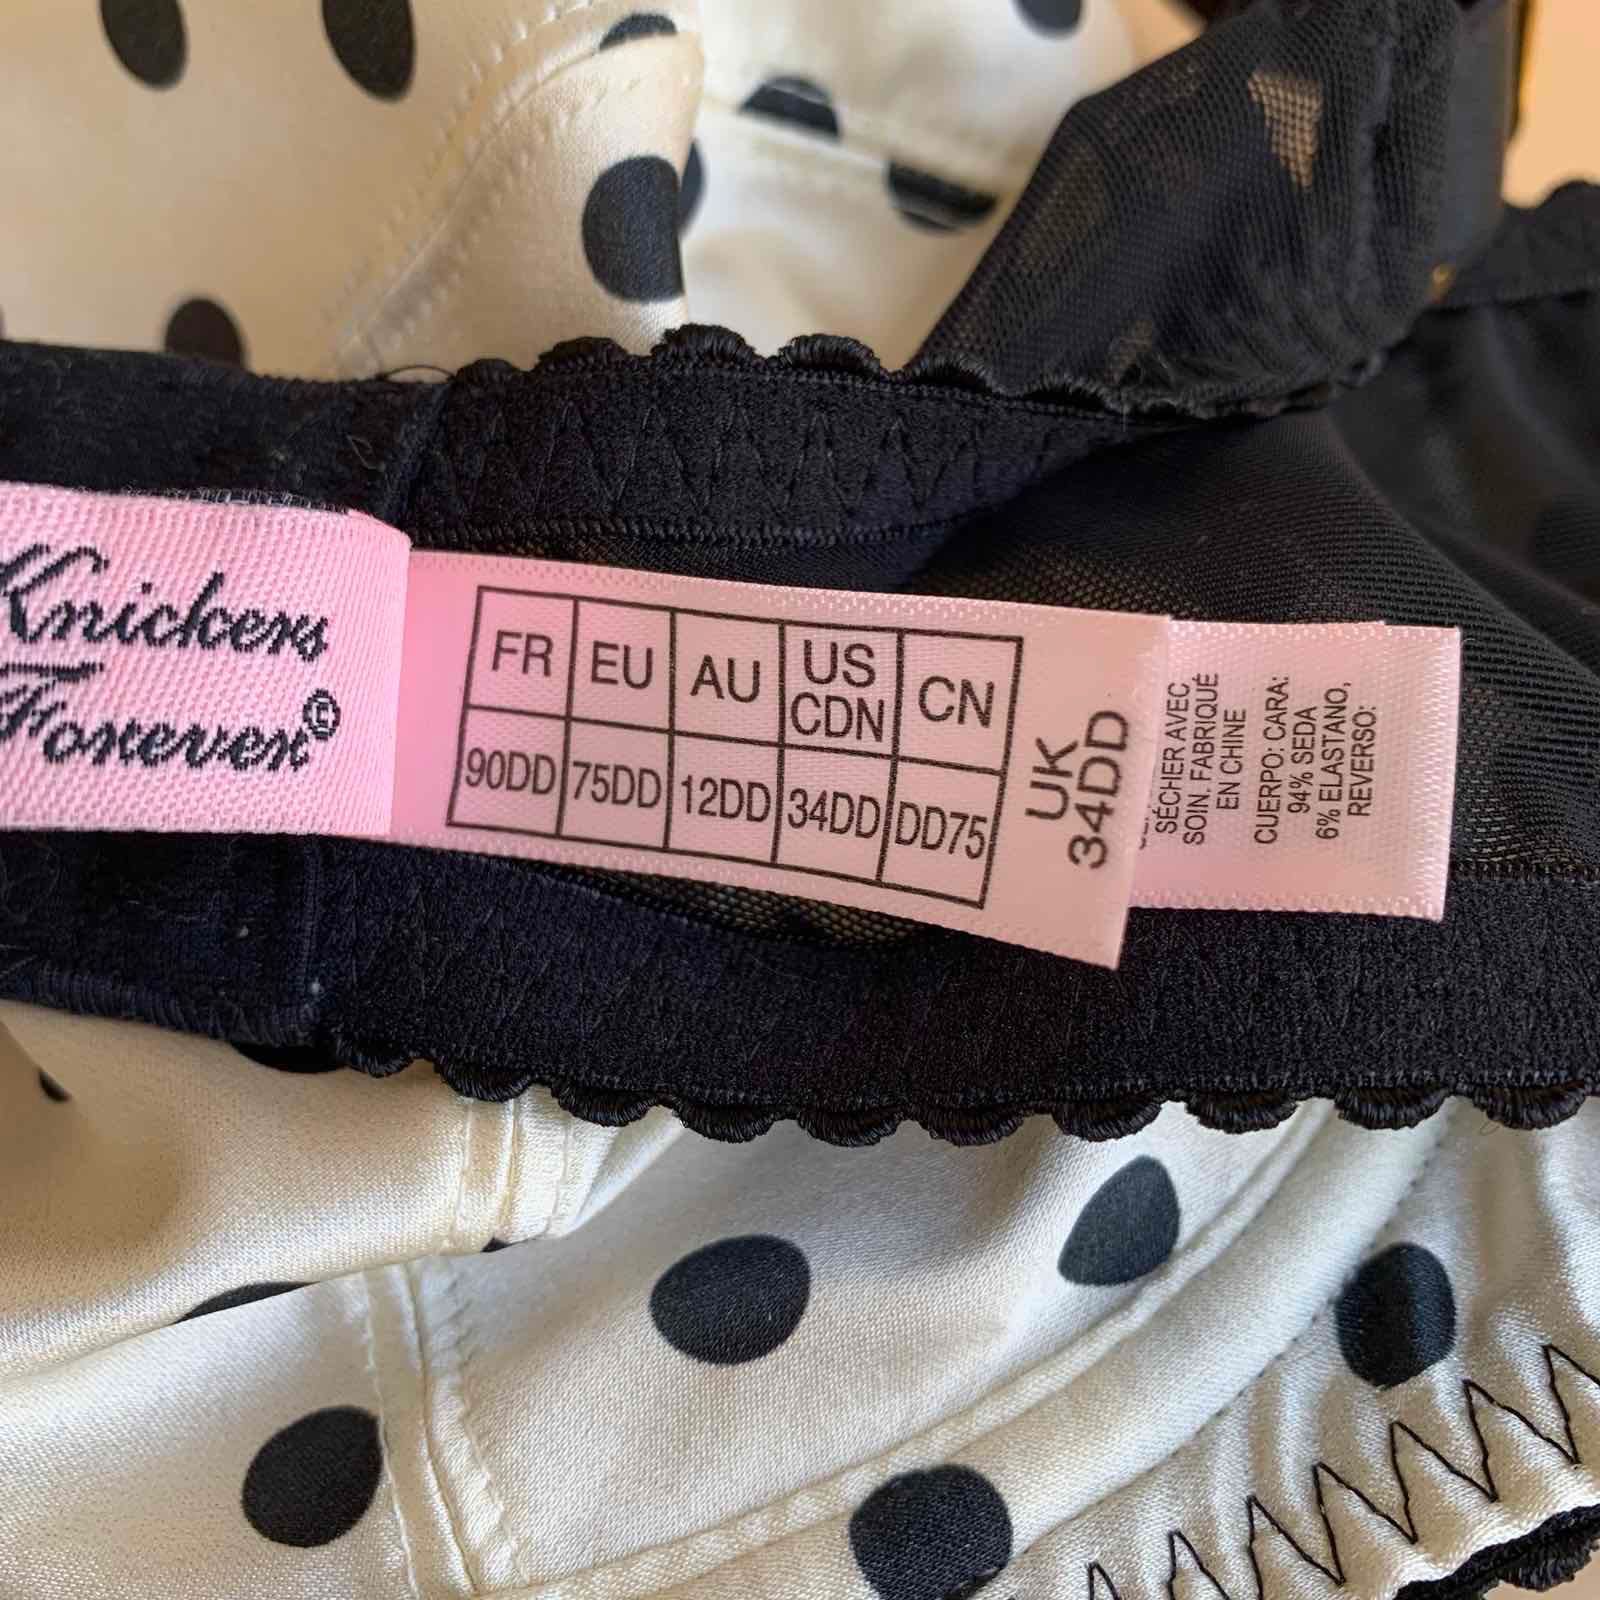 Knickers
Forever©
FR EU AU US CDN CN
90DD 75DD 12DD 34DD DD75
UK
34DD
SÉCHER AVEC
SOIN. FABRIQUÉ
EN CHINE
CUERPO: CARA:
94% SEDA
6% ELASTANO,
REVERSO: